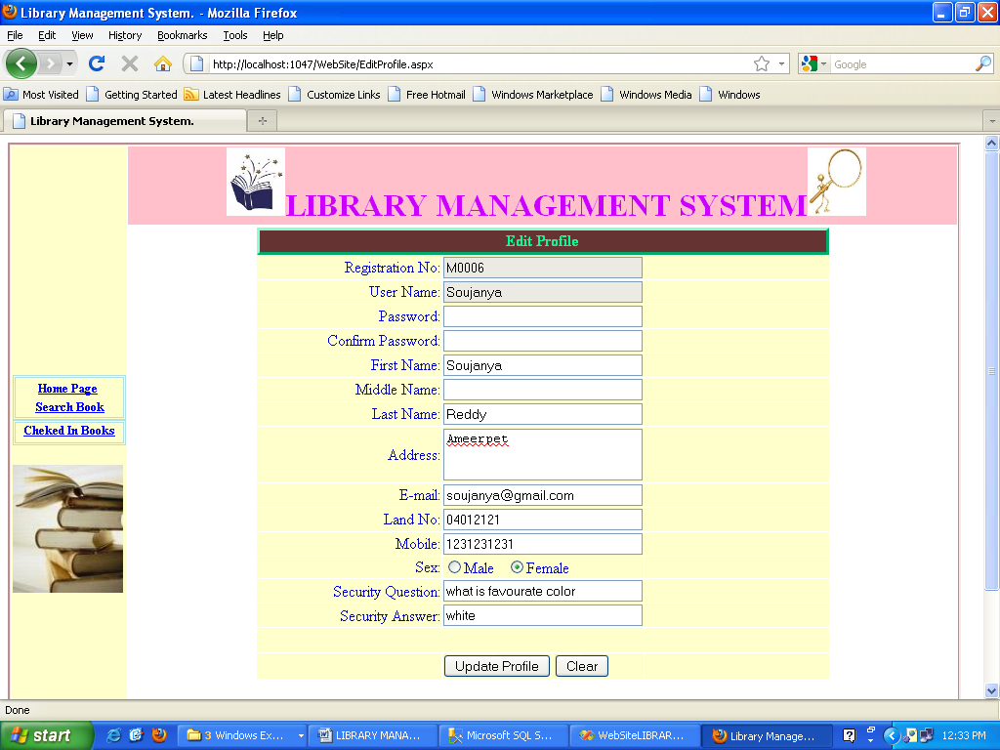 Library Management System. - Mozilla Firefox
File Edit View History Bookmarks Tools Help
http://localhost:1047/WebSite/EditProfile.aspx Google
Most Visited Getting Started Latest Headlines Customize Links Free Hotmail Windows Marketplace Windows Media Windows
Library Management System.
LIBRARY MANAGEMENT SYSTEM
Edit Profile
Registration No: M0006
User Name: Soujanya
Password:
Confirm Password:
First Name: Soujanya
Middle Name:
Last Name: Reddy
Home Page
Search Book
Cheked In Books
Address: Ameerpet
E-mail: soujanya@gmail.com
Land No: 04012121
Mobile: 1231231231
Sex: Male Female
Security Question: what is favourate color
Security Answer: white
Update Profile Clear
Done
start 3 Windows Ex... LIBRARY MANA... Microsoft SQL S... WebSiteLIBRAR... Library Manage... 12:33 PM